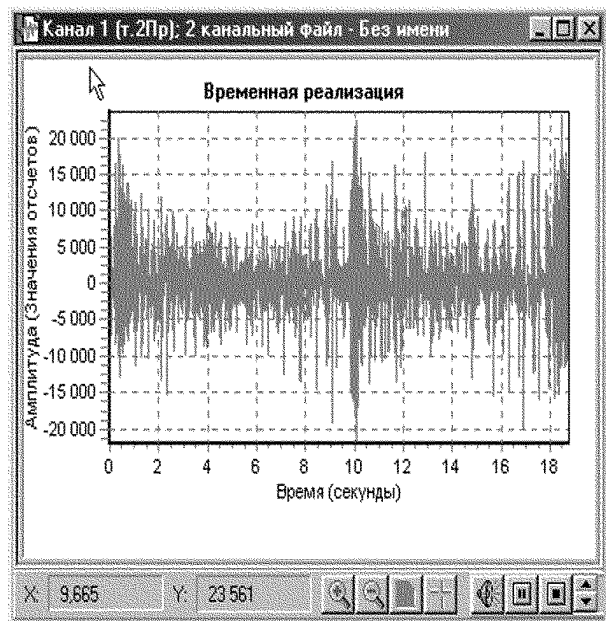 Канал 1 (т.2Пр); 2 канальный файл - Без имени
Временная реализация
Амплитуда (Значения отсчетов)
20 000
15 000
10 000
5 000
0
-5 000
-10 000
-15 000
-20 000
0 2 4 6 8 10 12 14 16 18
Время (секунды)
X: 9,665 Y: 23 561